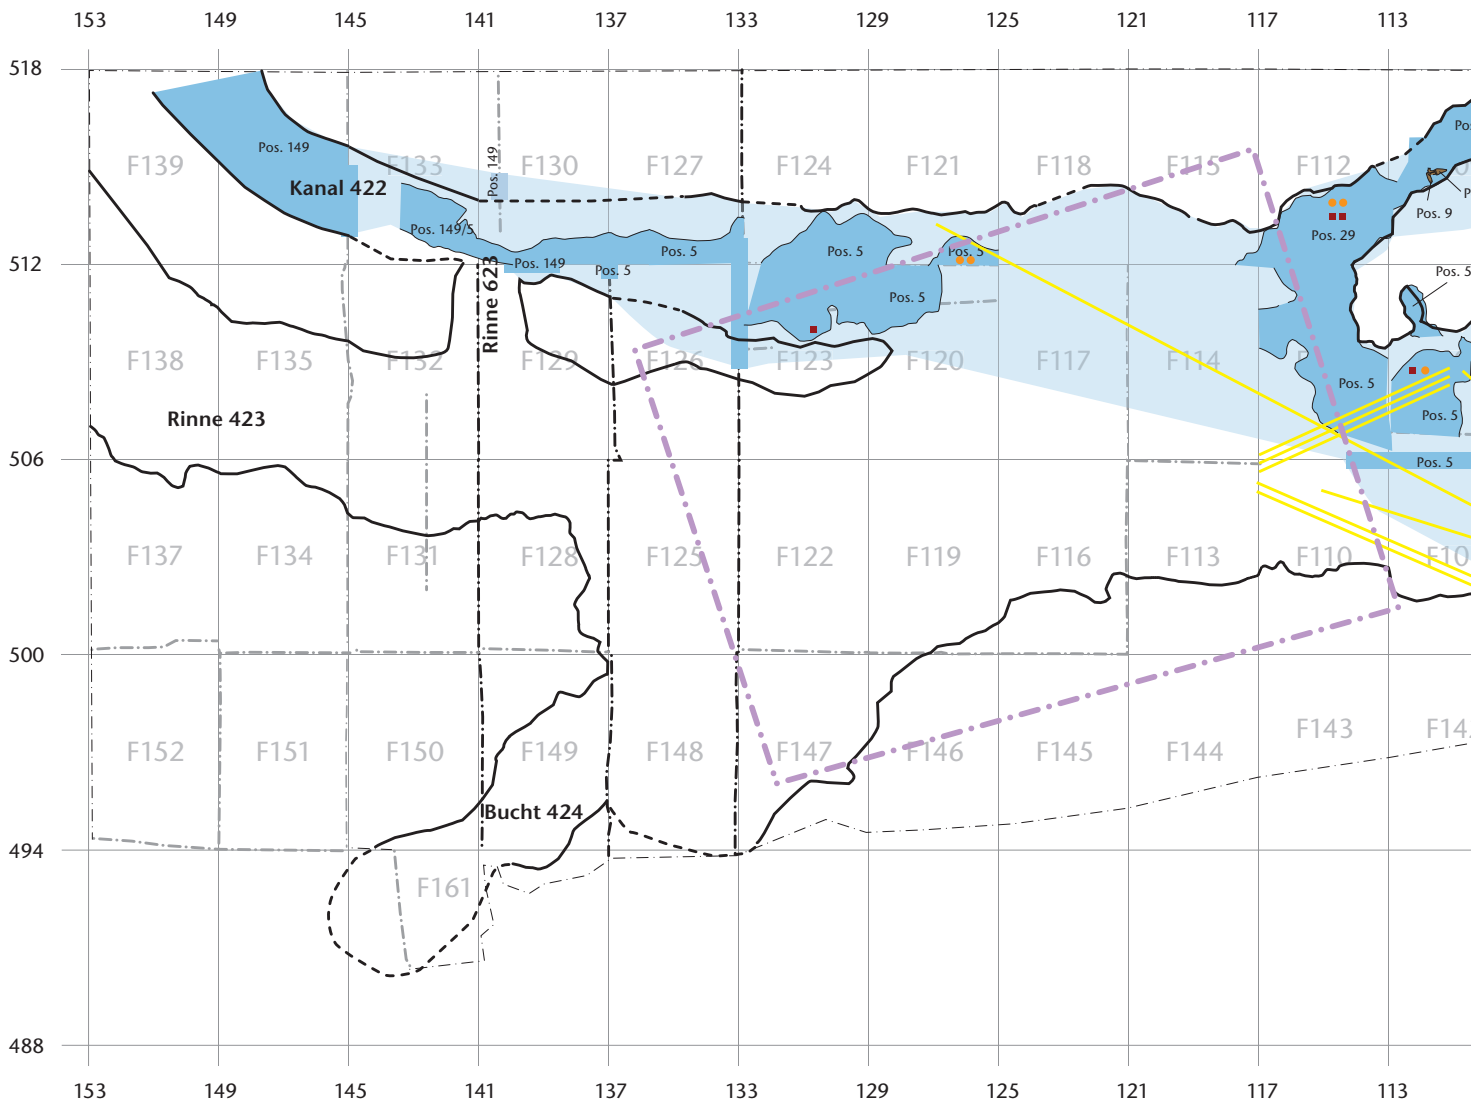 153 149 145 141 137 133 129 125 121 117 113
518
F139 F133 F130 F127 F124 F121 F118 F115 F112
Pos. 149
Pos. 149
Kanal 422
Pos. 9
Pos. 149/5
Pos. 5
Pos. 5
Pos. 5
Pos. 29
512
Pos. 149
Pos. 5
Rinne 623
Pos. 5
Pos. 5
F138 F135 F132 F129 F126 F123 F120 F117 F114
Pos. 5
Rinne 423
Pos. 5
506
Pos. 5
F137 F134 F131 F128 F125 F122 F119 F116 F113 F110
500
F152 F151 F150 F149 F148 F147 F146 F145 F144 F143
Bucht 424
494
F161
488
153 149 145 141 137 133 129 125 121 117 113